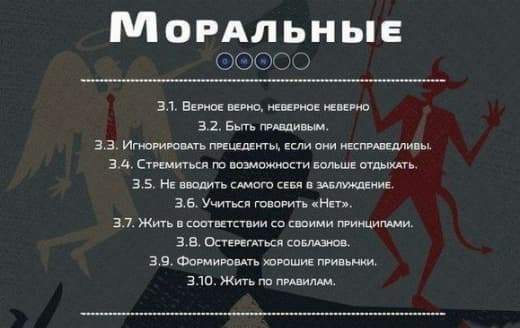 Моральные
OMN
3.1. Верное верно, неверное неверно
3.2. Быть правдивым.
3.3. Игнорировать прецеденты, если они несправедливы.
3.4. Стремиться по возможности больше отдыхать.
3.5. Не вводить самого себя в заблуждение.
3.6. Учиться говорить «Нет».
3.7. Жить в соответствии со своими принципами.
3.8. Остерегаться соблазнов.
3.9. Формировать хорошие привычки.
3.10. Жить по правилам.